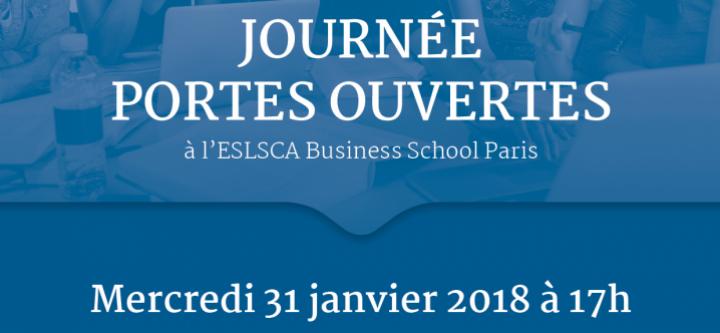 JOURNÉE
PORTES OUVERTES
à l’ESLSCA Business School Paris
Mercredi 31 janvier 2018 à 17h